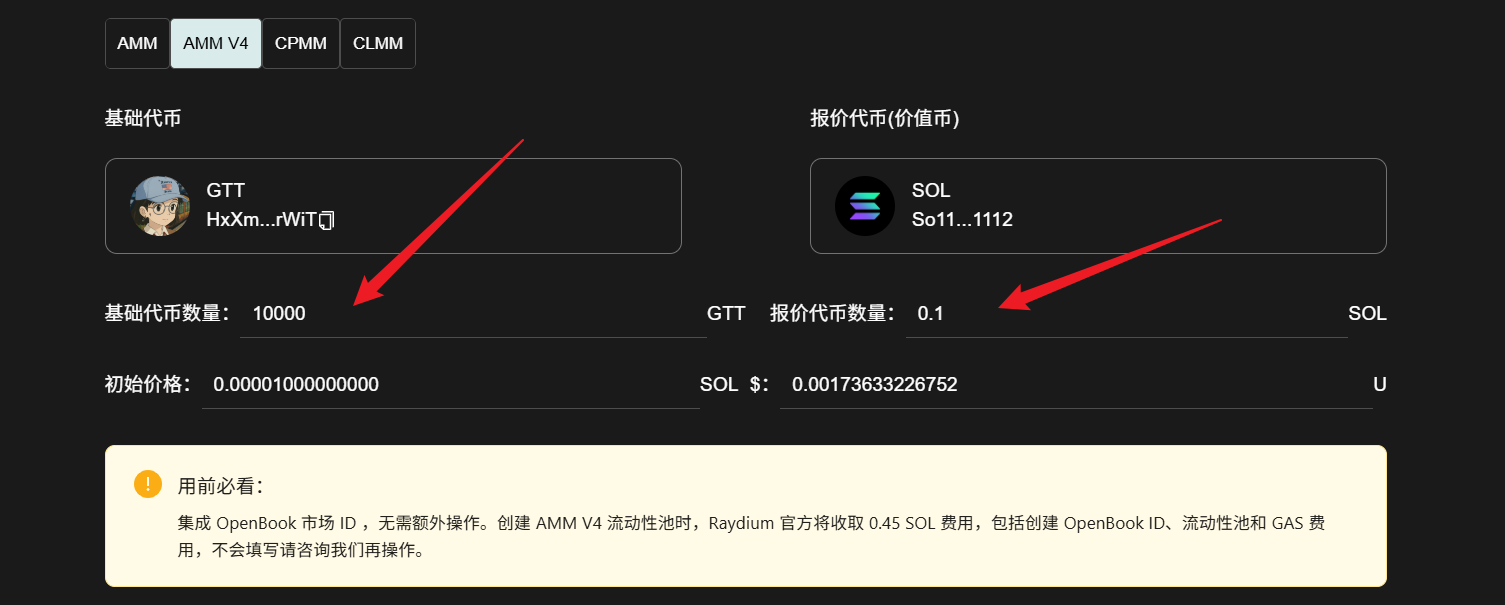 AMM AMM V4 CPMM CLMM
基础代币 报价代币(价值币)
GTT SOL
HxXm...rWiT So11...1112
基础代币数量： 10000 GTT 报价代币数量： 0.1 SOL
初始价格： 0.00001000000000 SOL $： 0.00173633226752 U
用前必看：
集成 OpenBook 市场 ID ，无需额外操作。创建 AMM V4 流动性池时，Raydium 官方将收取 0.45 SOL 费用，包括创建 OpenBook ID、流动性池和 GAS 费
用，不会填写请咨询我们再操作。